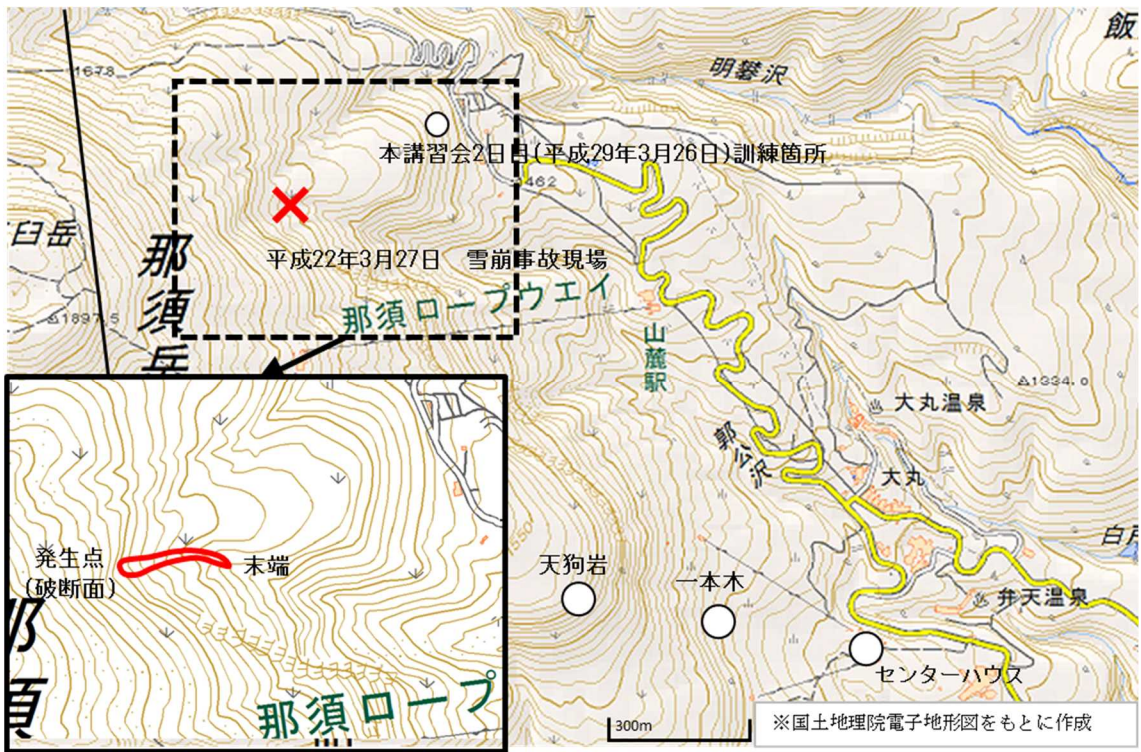 飯
明礬沢
1678
本講習会2日目(平成29年3月26日)訓練箇所
1462
臼岳
那須岳
平成22年3月27日 雪崩事故現場
那須ロープウエイ
△1897.5
山麓駅
△1334.0
大丸温泉
郭公沢
大丸
1550
発生点
(破断面)
末端
天狗岩
一本木
弁天温泉
センターハウス
那須
那須ロープ
300m
※国土地理院電子地形図をもとに作成